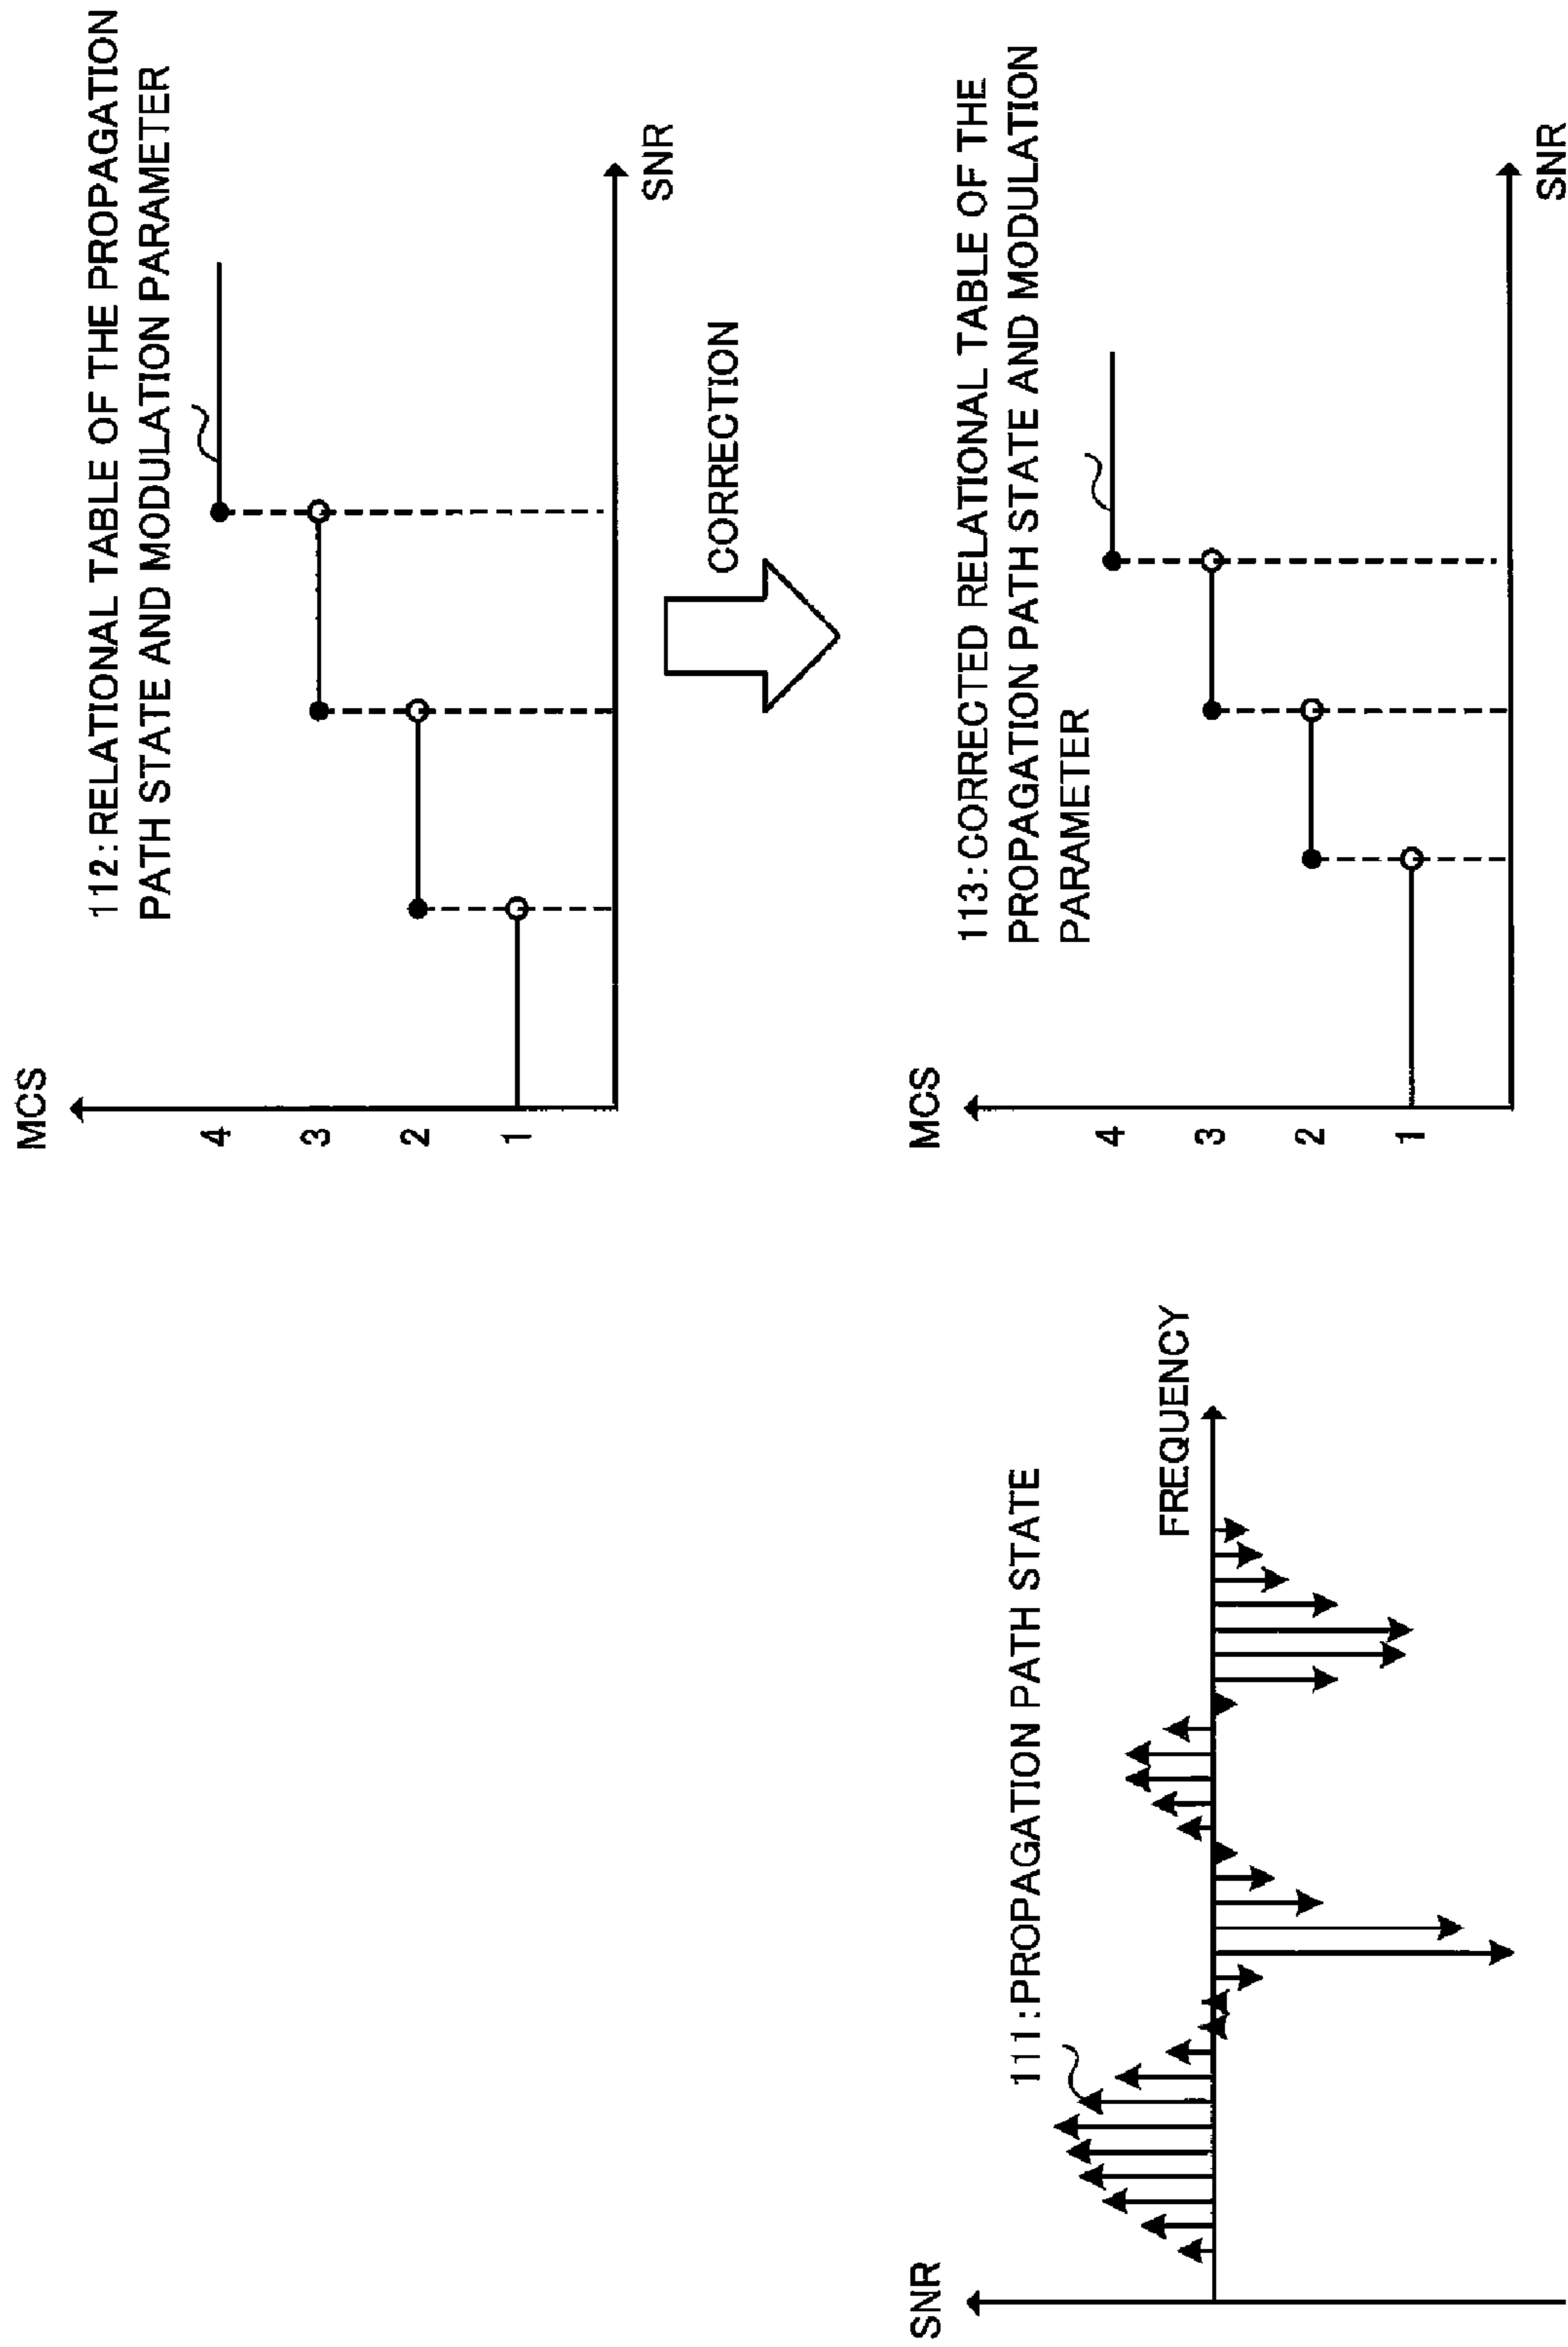 MCS
112:RELATIONAL TABLE OF THE PROPAGATION
PATH STATE AND MODULATION PARAMETER
4
3
2
1
SNR
CORRECTION
SNR
111:PROPAGATION PATH STATE
FREQUENCY
MCS
113:CORRECTED RELATIONAL TABLE OF THE
PROPAGATION PATH STATE AND MODULATION
PARAMETER
4
3
2
1
SNR